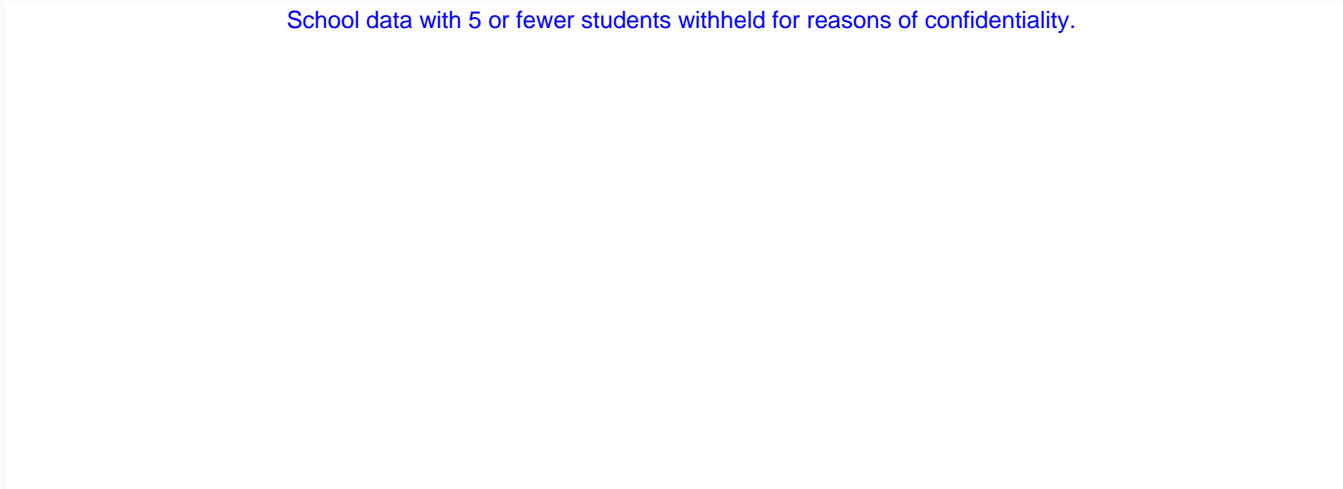 School data with 5 or fewer students withheld for reasons of confidentiality.